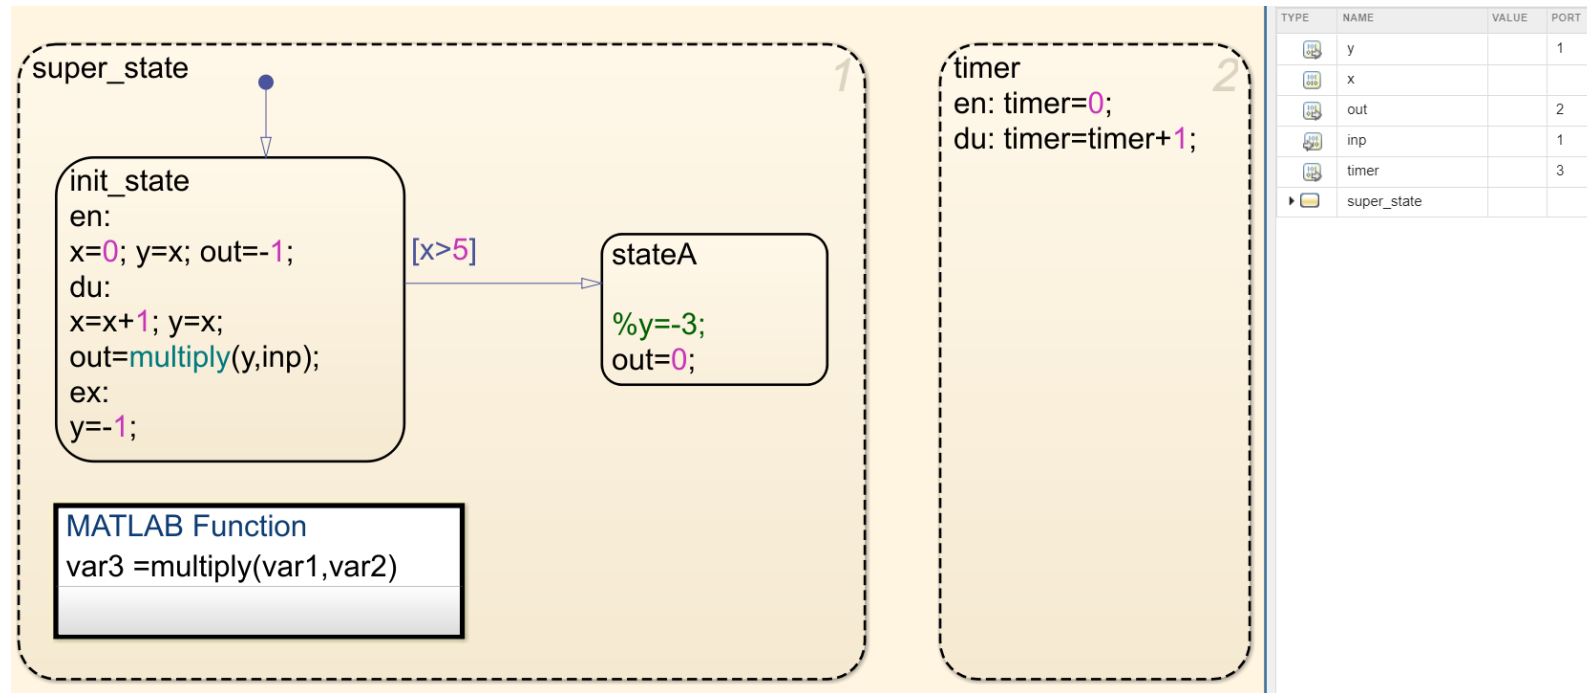 super_state
1
init_state
en:
x=0; y=x; out=-1;
du:
x=x+1; y=x;
out=multiply(y,inp);
ex:
y=-1;
[x>5]
stateA
%y=-3;
out=0;
MATLAB Function
var3 =multiply(var1,var2)
timer
2
en: timer=0;
du: timer=timer+1;
TYPE NAME VALUE PORT
y 1
x
out 2
inp 1
timer 3
super_state